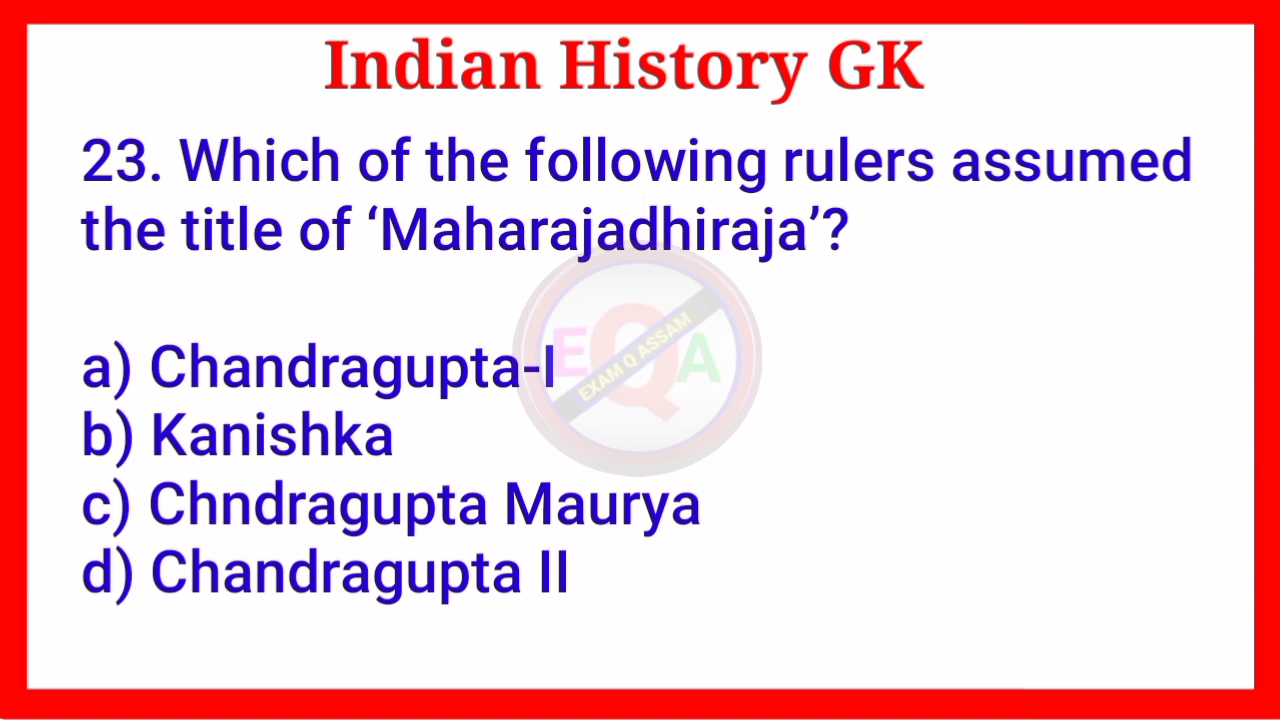 Indian History GK
23. Which of the following rulers assumed
the title of ‘Maharajadhiraja’?
a) Chandragupta-I
b) Kanishka
c) Chndragupta Maurya
d) Chandragupta II
EQA
EXAM Q ASSAM